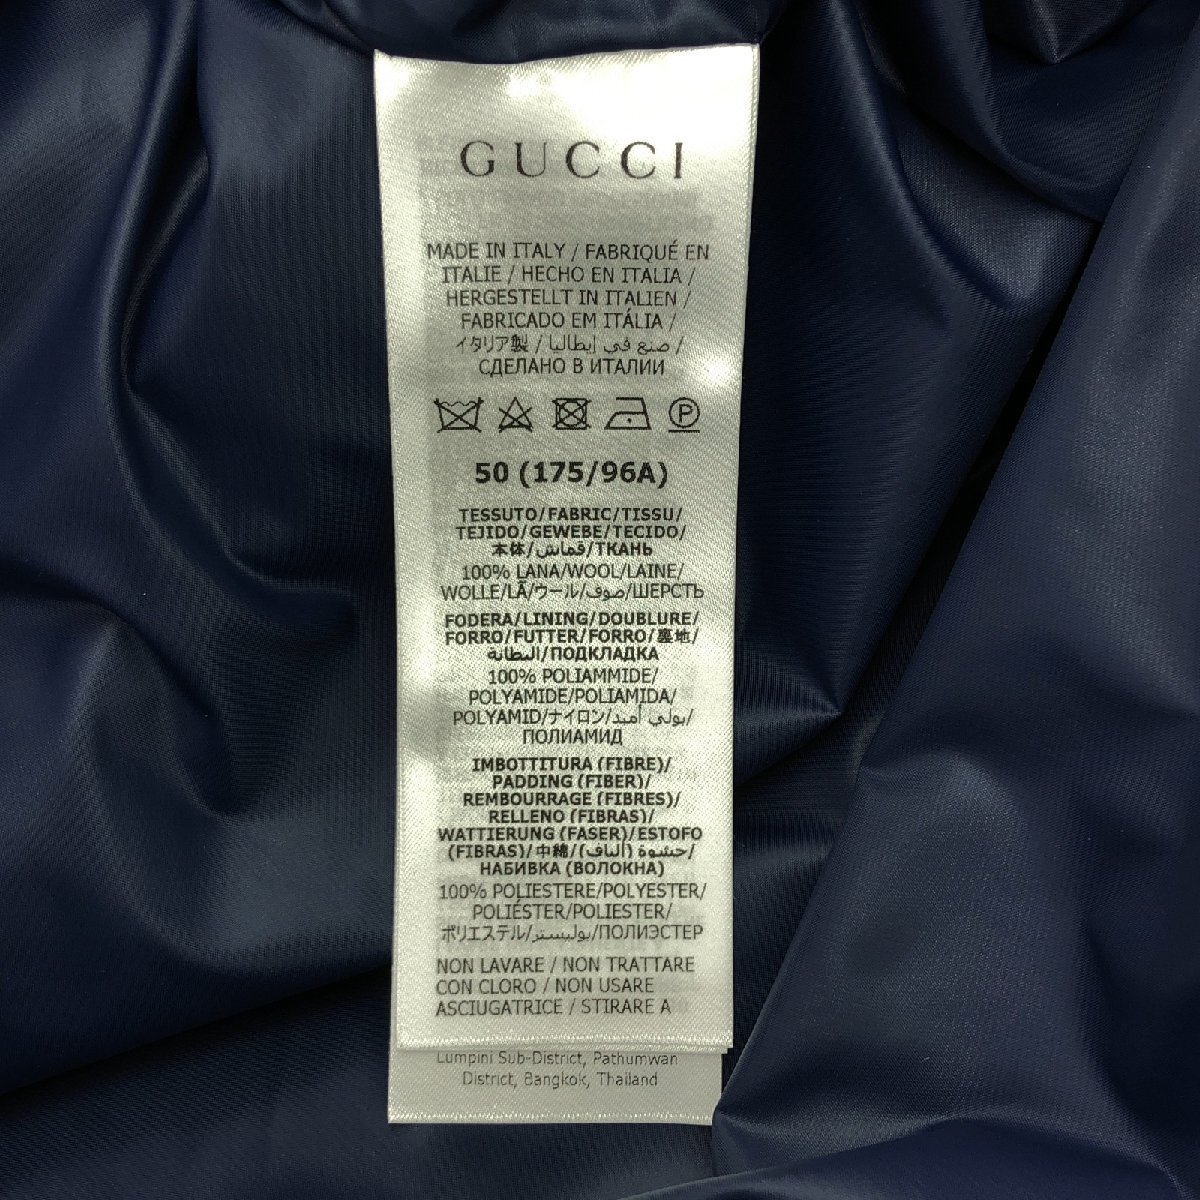 GUCCI
MADE IN ITALY / FABRIQUÉ EN
ITALIE / HECHO EN ITALIA /
HERGESTELLT IN ITALIEN /
FABRICADO EM ITÁLIA /
イタリア製 / صنع في إيطاليا /
СДЕЛАНО В ИТАЛИИ
P
50 (175/96A)
TESSUTO/FABRIC/TISSU/
TEJIDO/GEWEBE/TECIDO/
本体/قماش/ТКАНЬ
100% LANA/WOOL/LAINE/
WOLLE/LÃ/ウール/صوف/ШЕРСТЬ
FODERA/LINING/DOUBLURE/
FORRO/FUTTER/FORRO/裏地/
البطانة/ПОДКЛАДКА
100% POLIAMMIDE/
POLYAMIDE/POLIAMIDA/
POLYAMID/ナイロン/بولي أميد/
ПОЛИАМИД
IMBOTTITURA (FIBRE)/
PADDING (FIBER)/
REMBOURRAGE (FIBRES)/
RELLENO (FIBRAS)/
WATTIERUNG (FASER)/ESTOFO
(FIBRAS)/中綿/حشوة (ألياف)/
НАБИВКА (ВОЛОКНА)
100% POLIESTERE/POLYESTER/
POLIÉSTER/POLIESTER/
ポリエステル/بوليستر/ПОЛИЭСТЕР
NON LAVARE / NON TRATTARE
CON CLORO / NON USARE
ASCIUGATRICE / STIRARE A
Lumpini Sub-District, Pathumwan
District, Bangkok, Thailand